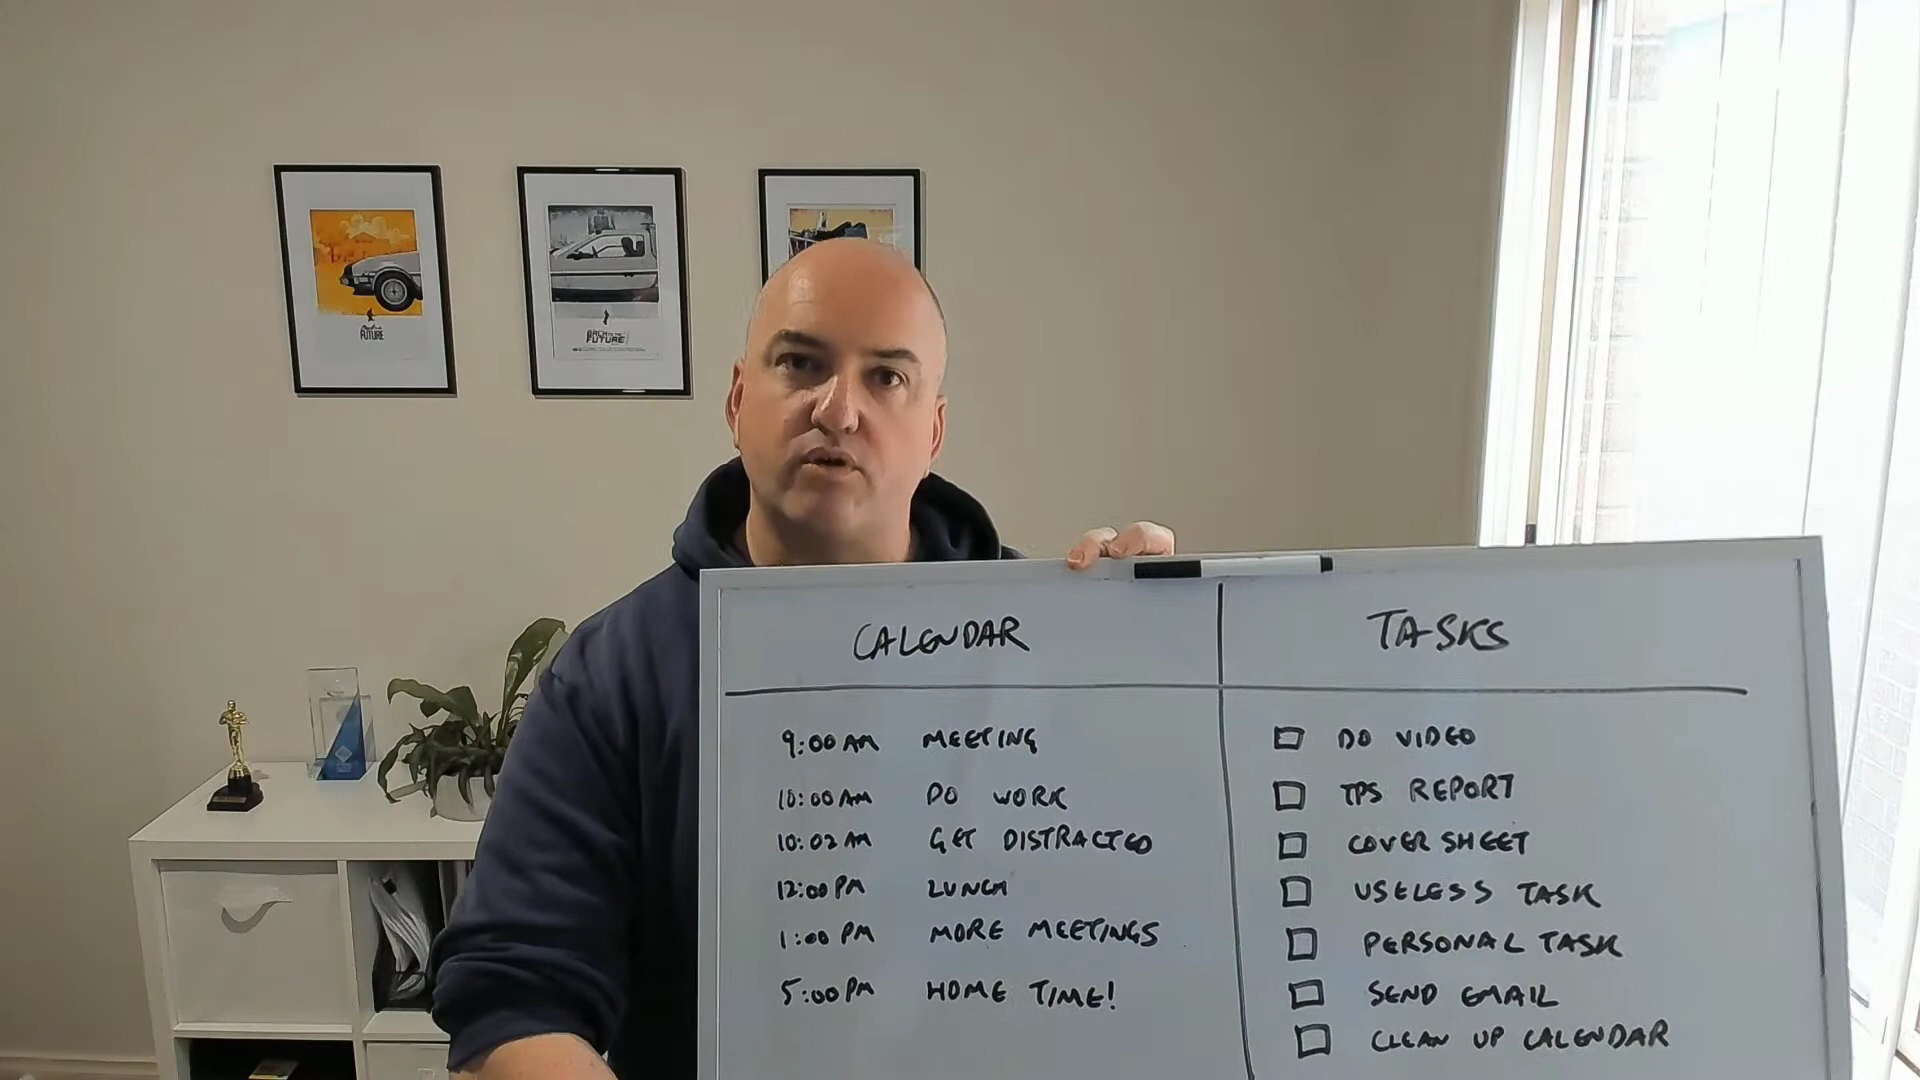 FUTURE
BACK TO THE
FUTURE
CALENDAR
9:00 AM MEETING
10:00 AM DO WORK
10:02 AM GET DISTRACTED
12:00 PM LUNCH
1:00 PM MORE MEETINGS
5:00 PM HOME TIME!
TASKS
DO VIDEO
TPS REPORT
COVER SHEET
USELESS TASK
PERSONAL TASK
SEND EMAIL
CLEAN UP CALENDAR